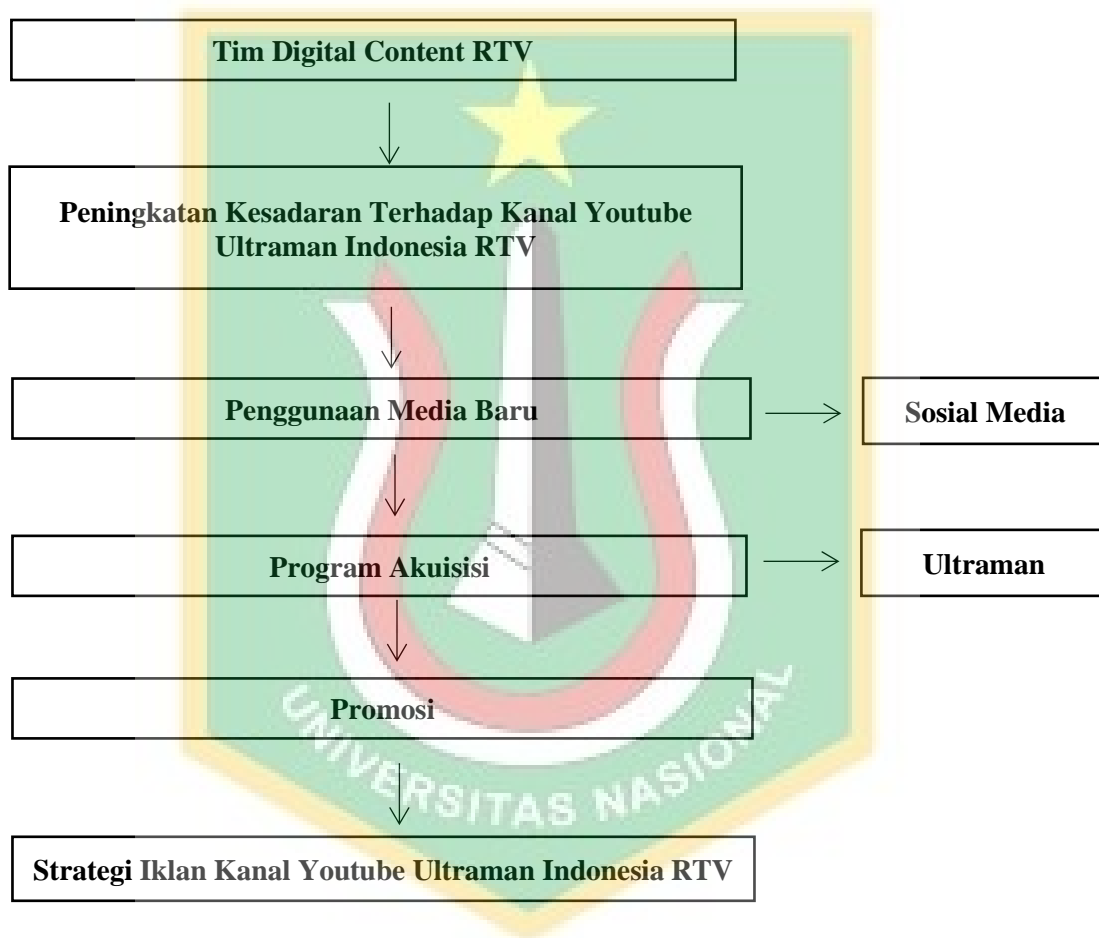 Tim Digital Content RTV
Peningkatan Kesadaran Terhadap Kanal Youtube
Ultraman Indonesia RTV
Penggunaan Media Baru
Sosial Media
Program Akuisisi
Ultraman
Promosi
UNIVERSITAS NASIONAL
Strategi Iklan Kanal Youtube Ultraman Indonesia RTV